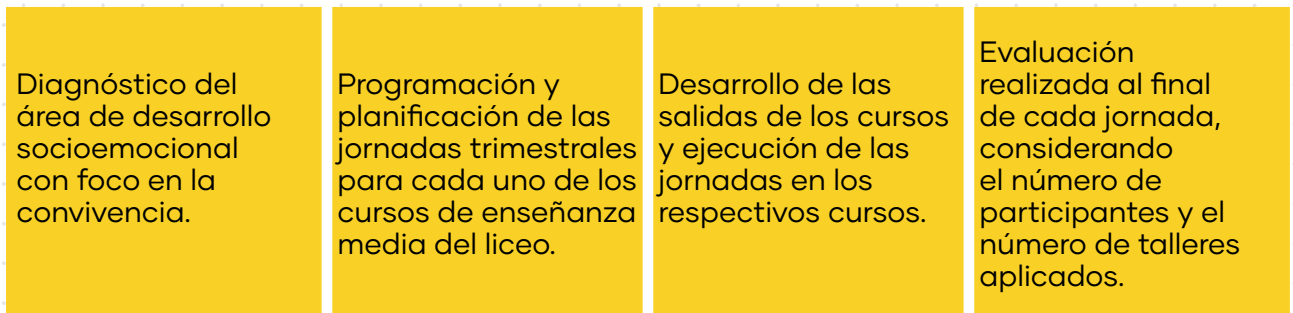 Diagnóstico del
área de desarrollo
socioemocional
con foco en la
convivencia.
Programación y
planificación de las
jornadas trimestrales
para cada uno de los
cursos de enseñanza
media del liceo.
Desarrollo de las
salidas de los cursos
y ejecución de las
jornadas en los
respectivos cursos.
Evaluación
realizada al final
de cada jornada,
considerando
el número de
participantes y el
número de talleres
aplicados.